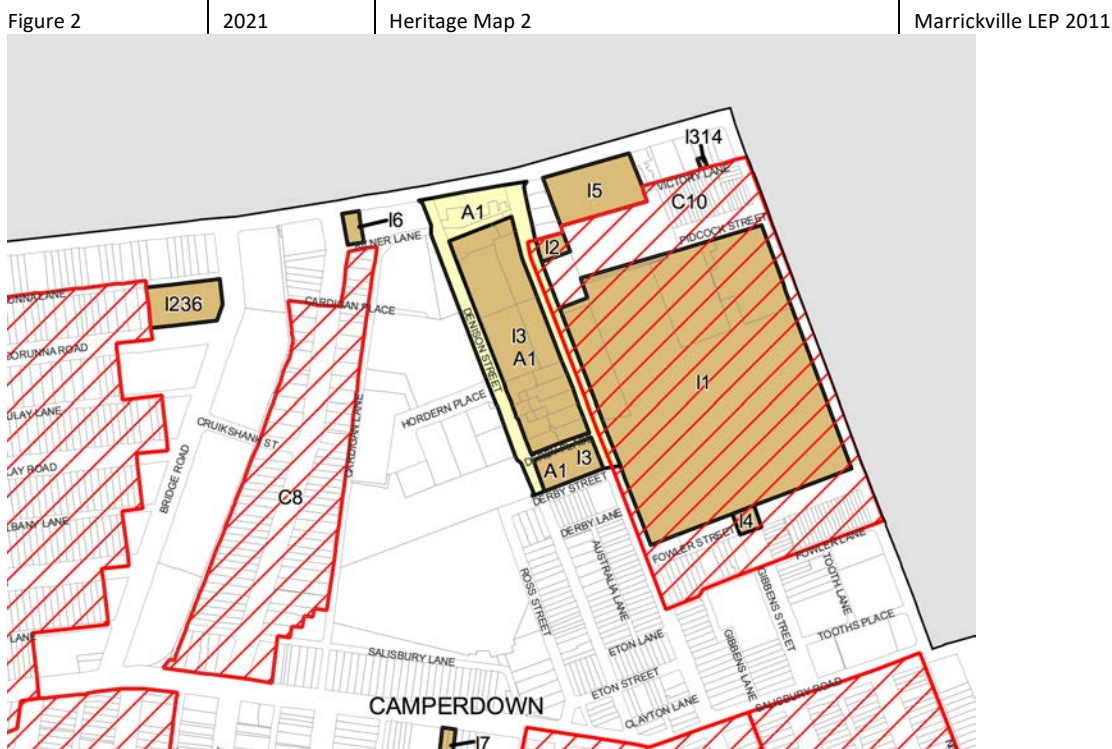 Figure 2 2021 Heritage Map 2 Marrickville LEP 2011
I314
I5
VICTORY LANE
A1
C10
I6
PIDCOCK STREET
I2
I236
CARDIGAN PLACE
DENISON STREET
I3
A1
CORUNNA ROAD
I1
HORDERN PLACE
CARDIGAN LANE
CRUIKSHANK ST
BRIDGE ROAD
A1 I3
DERBY STREET
C8
DERBY LANE
I4
FOWLER STREET
FOWLER LANE
AUSTRALIA LANE
ROSS STREET
GIBBENS STREET
TOOTH LANE
TOOTHS PLACE
ETON LANE
GIBBENS LANE
SALISBURY LANE
ETON STREET
SALISBURY ROAD
CAMPERDOWN
CLAYTON LANE
I7